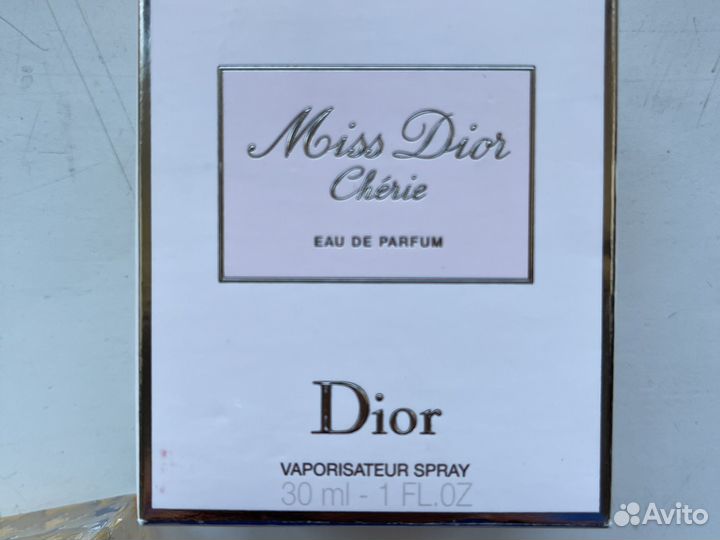 Miss Dior
Chérie
EAU DE PARFUM
Dior
VAPORISATEUR SPRAY
30 ml - 1 FL.OZ
Avito